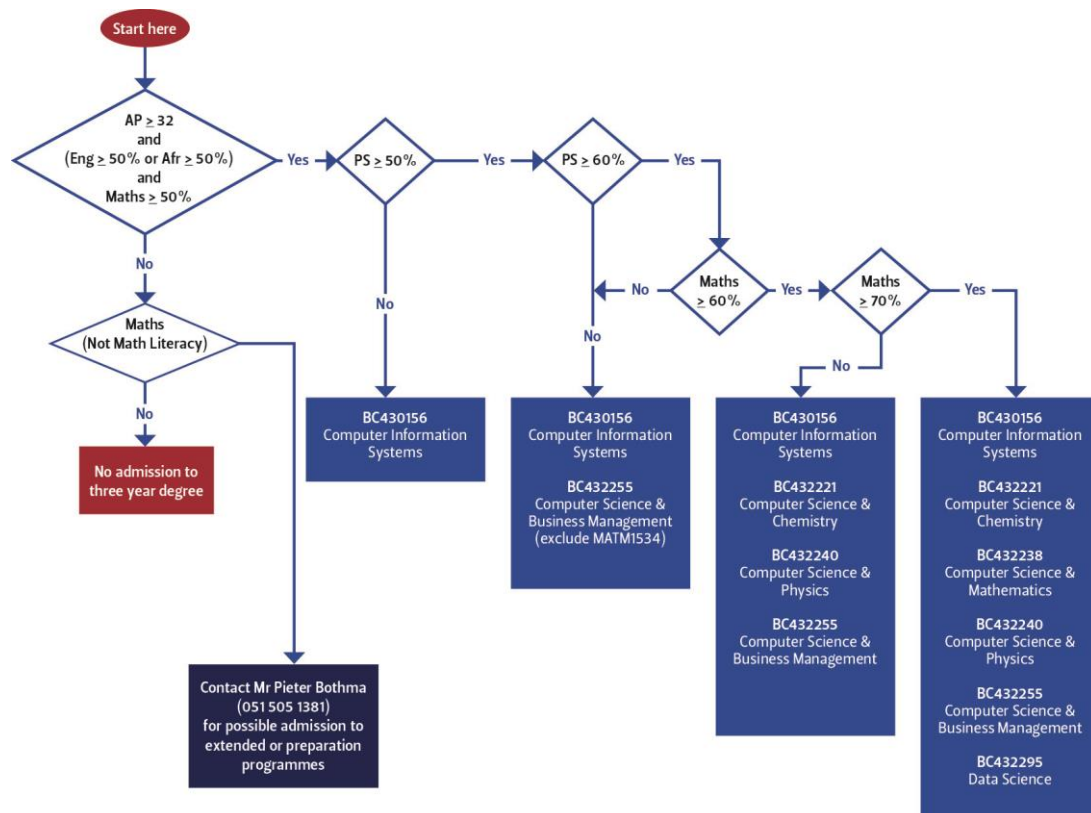 Start here
AP ≥ 32
and
(Eng ≥ 50% or Afr ≥ 50%)
and
Maths ≥ 50%
Yes
PS ≥ 50%
Yes
PS ≥ 60%
Yes
No
Maths
(Not Math Literacy)
No
No admission to
three year degree
Contact Mr Pieter Bothma
(051 505 1381)
for possible admission to
extended or preparation
programmes
No
BC430156
Computer Information
Systems
No
Maths
≥ 60%
Yes
Maths
≥ 70%
Yes
No
No
BC430156
Computer Information
Systems
BC432255
Computer Science &
Business Management
(exclude MATM1534)
BC430156
Computer Information
Systems
BC432221
Computer Science &
Chemistry
BC432240
Computer Science &
Physics
BC432255
Computer Science &
Business Management
BC430156
Computer Information
Systems
BC432221
Computer Science &
Chemistry
BC432238
Computer Science &
Mathematics
BC432240
Computer Science &
Physics
BC432255
Computer Science &
Business Management
BC432295
Data Science